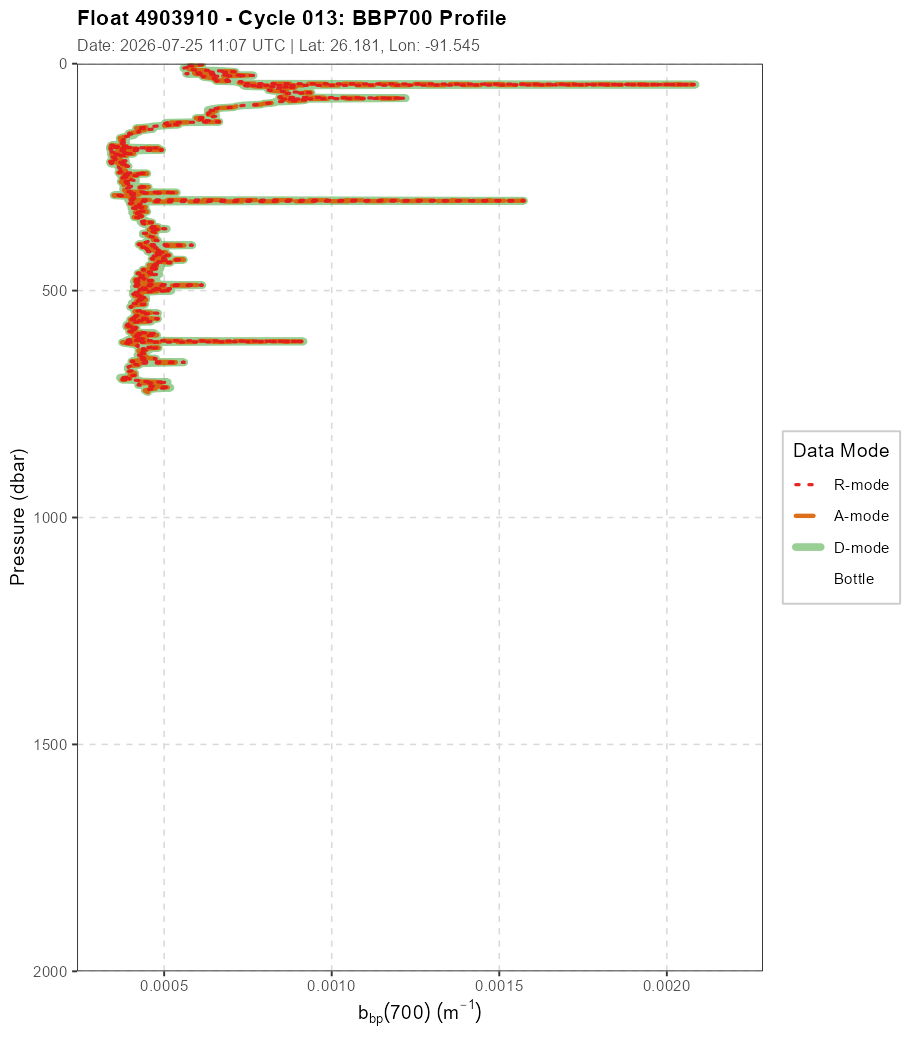 Float 4903910 - Cycle 013: BBP700 Profile
Date: 2026-07-25 11:07 UTC | Lat: 26.181, Lon: -91.545
0
500
1000
1500
2000
Pressure (dbar)
0.0005
0.0010
0.0015
0.0020
b_bp(700) (m⁻¹)
Data Mode
R-mode
A-mode
D-mode
Bottle